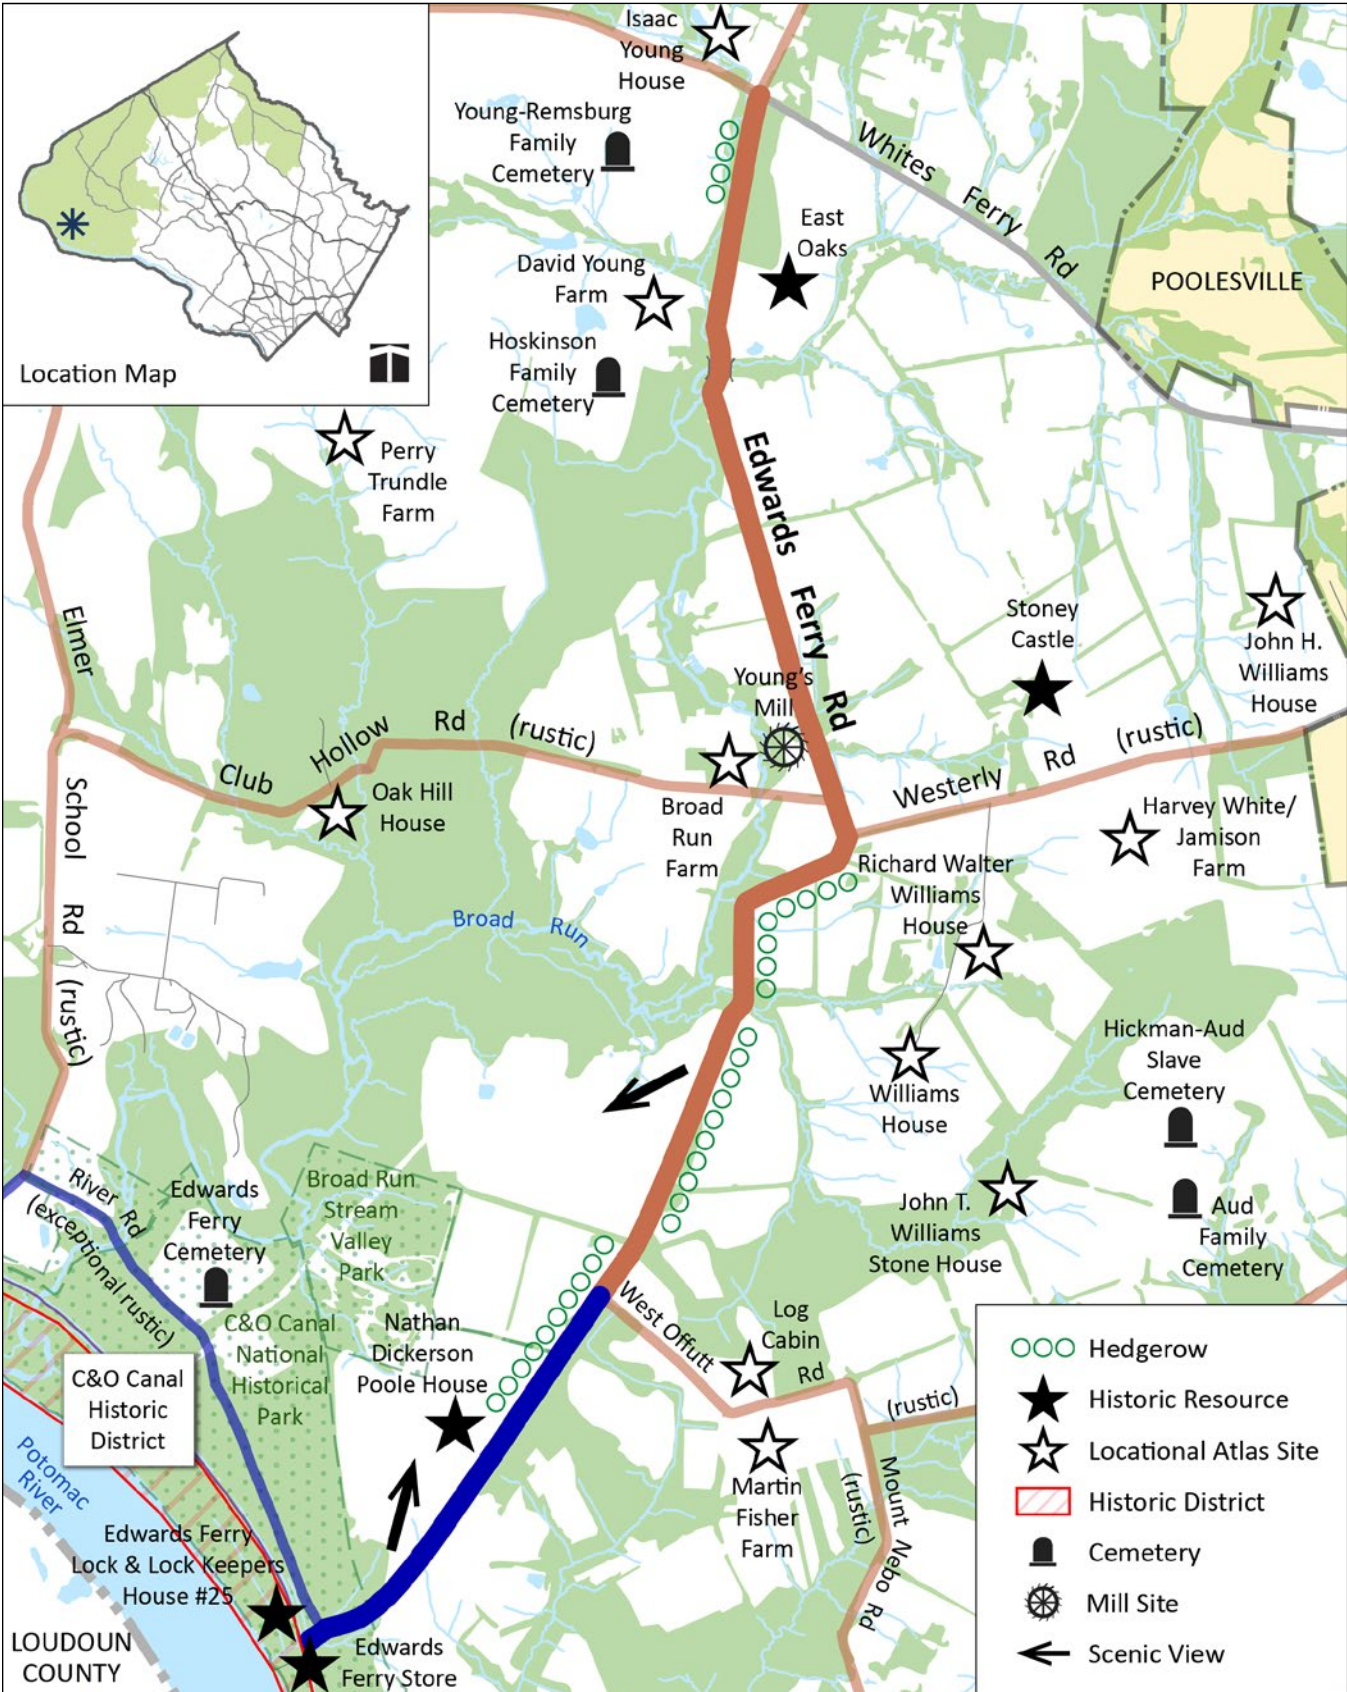 Location Map
Isaac
Young
House
Young-Remsburg
Family
Cemetery
Whites Ferry Rd
East
Oaks
POOLESVILLE
David Young
Farm
Hoskinson
Family
Cemetery
Perry
Trundle
Farm
Edwards Ferry Rd
Elmer School Rd (rustic)
Stoney
Castle
John H.
Williams
House
Young's
Mill
Club Hollow Rd (rustic)
Westerly Rd (rustic)
Oak Hill
House
Broad
Run
Farm
Harvey White/
Jamison
Farm
Richard Walter
Williams
House
Broad Run
Hickman-Aud
Slave
Cemetery
Williams
House
River Rd
(exceptional rustic)
Edwards
Ferry
Cemetery
Broad Run
Stream
Valley
Park
John T.
Williams
Stone House
Aud
Family
Cemetery
C&O Canal
National
Historical
Park
Nathan
Dickerson
Poole House
West Offutt Rd
Log
Cabin
(rustic)
C&O Canal
Historic
District
Potomac
River
Martin
Fisher
Farm
Mount Nebo Rd
(rustic)
Edwards Ferry
Lock & Lock Keepers
House #25
LOUDOUN
COUNTY
Edwards
Ferry Store
Hedgerow
Historic Resource
Locational Atlas Site
Historic District
Cemetery
Mill Site
Scenic View